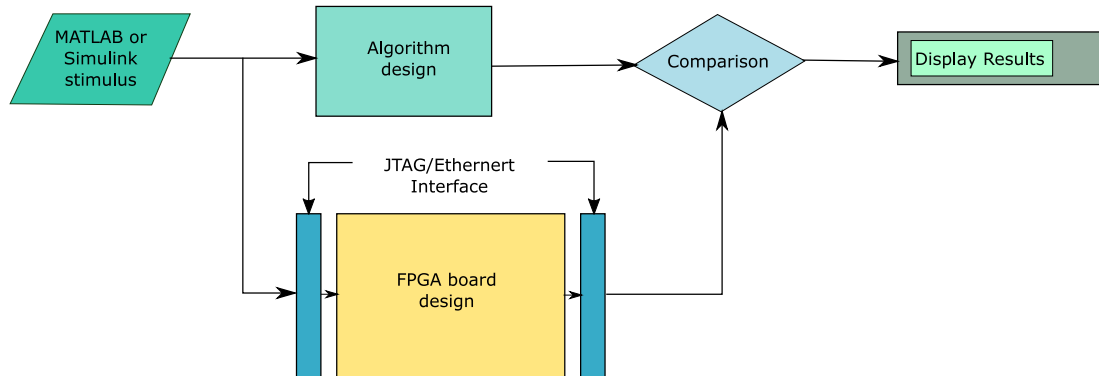 MATLAB or
Simulink
stimulus
Algorithm
design
Comparison
Display Results
JTAG/Ethernert
Interface
FPGA board
design